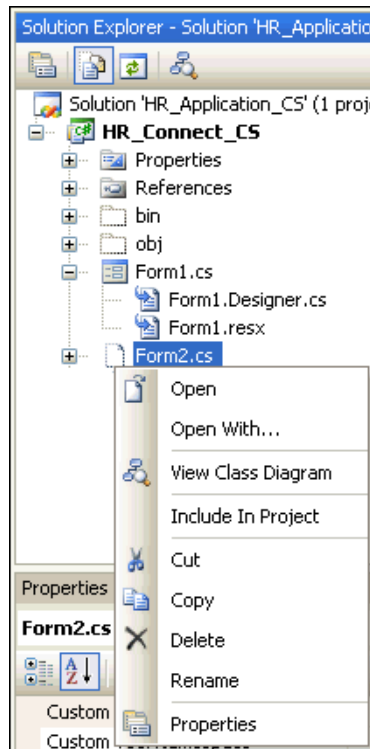 Solution Explorer - Solution 'HR_Applicatio
Solution 'HR_Application_CS' (1 proj
HR_Connect_CS
Properties
References
bin
obj
Form1.cs
Form1.Designer.cs
Form1.resx
Form2.cs
Open
Open With...
View Class Diagram
Include In Project
Cut
Copy
Delete
Rename
Properties
Properties
Form2.cs
Custom
Custom